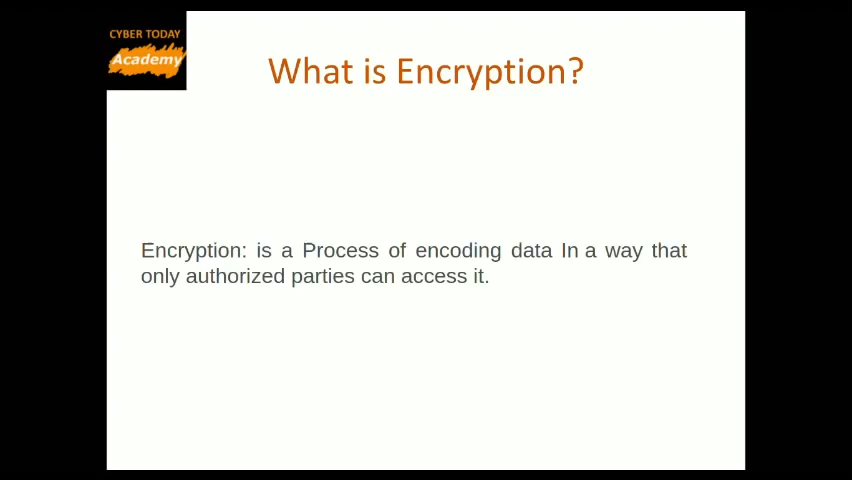 CYBER TODAY
Academy
What is Encryption?
Encryption: is a Process of encoding data In a way that
only authorized parties can access it.